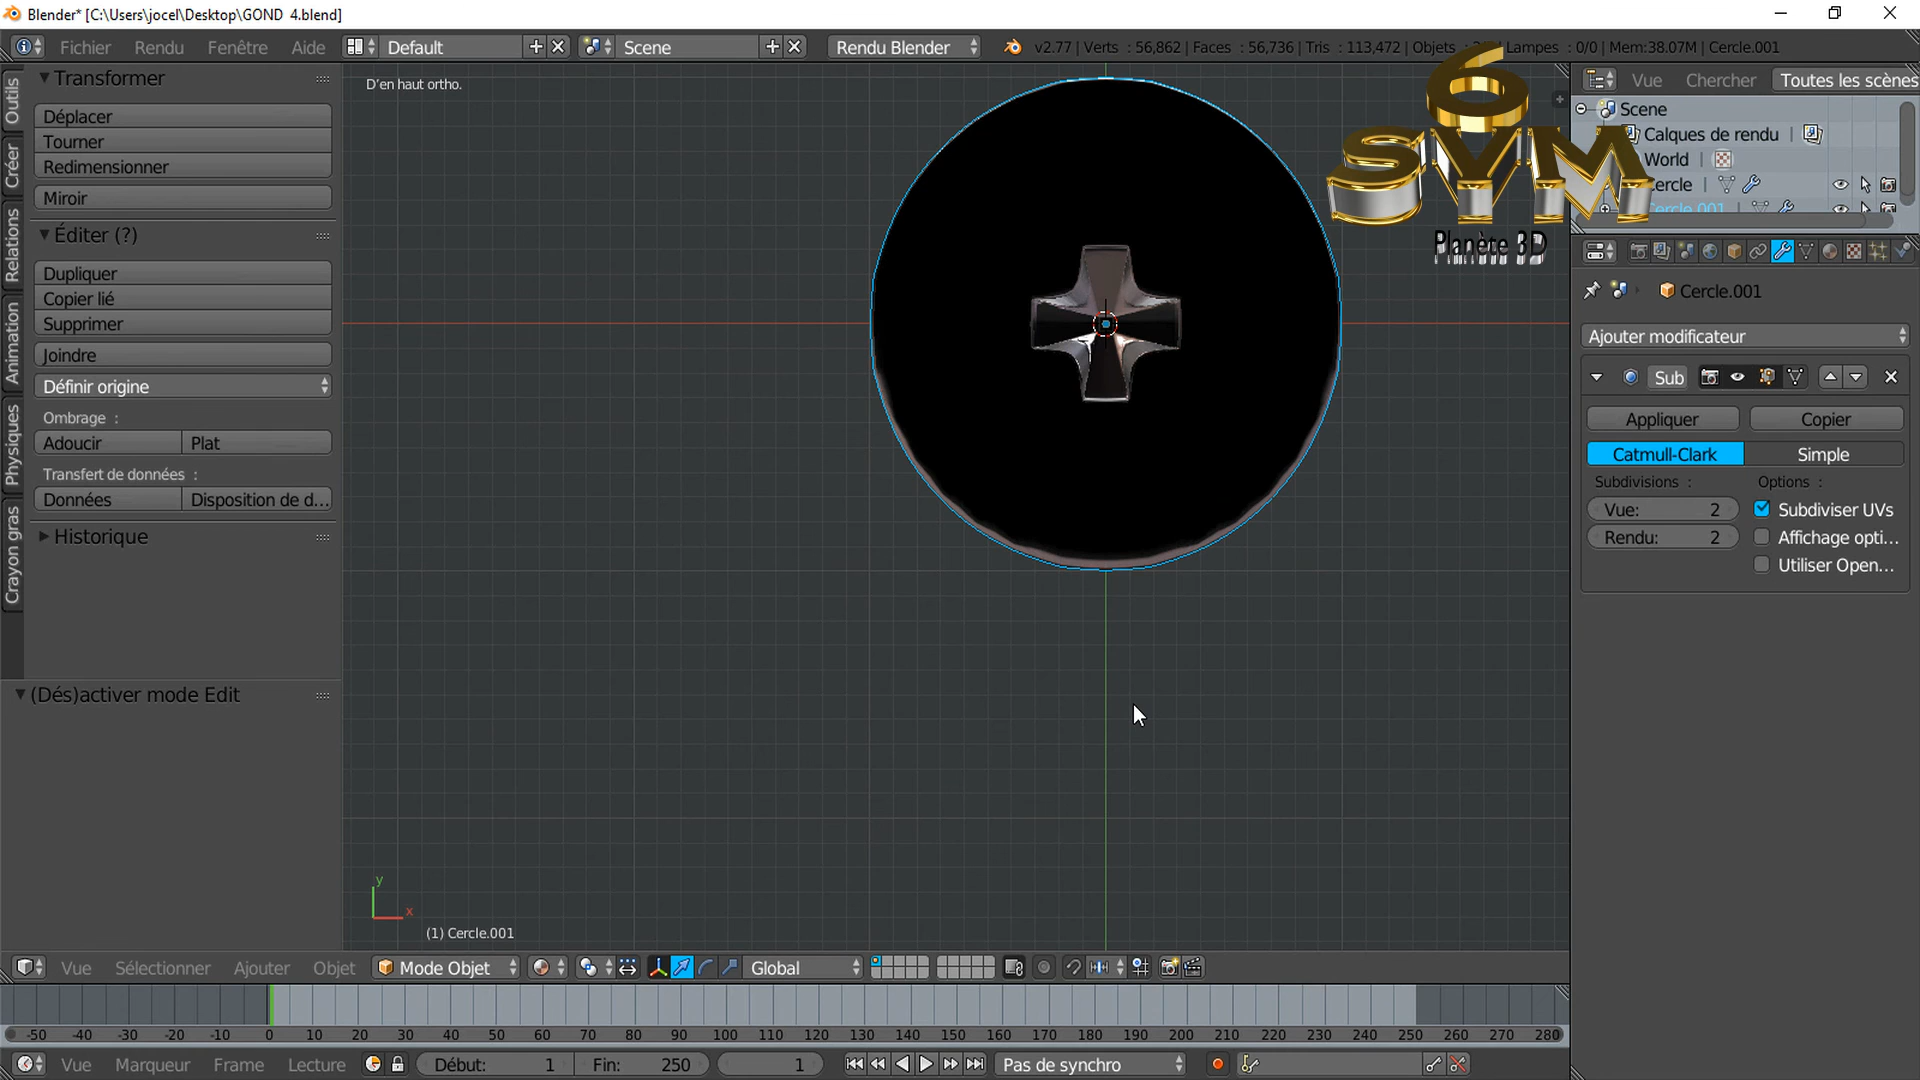 Blender* [C:\Users\jocel\Desktop\GOND 4.blend]
Fichier Rendu Fenêtre Aide Default Scene Rendu Blender v2.77 | Verts : 56,862 | Faces : 56,736 | Tris : 113,472 | Objets : | Lampes : 0/0 | Mem:38.07M | Cercle.001
Outils
Créer
Relations
Animation
Physiques
Crayon gras
Transformer
Déplacer
Tourner
Redimensionner
Miroir
Éditer (?)
Dupliquer
Copier lié
Supprimer
Joindre
Définir origine
Ombrage :
Adoucir Plat
Transfert de données :
Données Disposition de d...
Historique
(Dés)activer mode Edit
D'en haut ortho.
y
x
(1) Cercle.001
6
SYM
Planète 3D
Vue Chercher Toutes les scènes
Scene
Calques de rendu
World
Cercle
Cercle.001
Cercle.001
Ajouter modificateur
Sub
Appliquer Copier
Catmull-Clark Simple
Subdivisions : Options :
Vue: 2 Subdiviser UVs
Rendu: 2 Affichage opti...
Utiliser Open...
Vue Sélectionner Ajouter Objet Mode Objet Global
-50 -40 -30 -20 -10 0 10 20 30 40 50 60 70 80 90 100 110 120 130 140 150 160 170 180 190 200 210 220 230 240 250 260 270 280
Vue Marqueur Frame Lecture Début: 1 Fin: 250 1 Pas de synchro